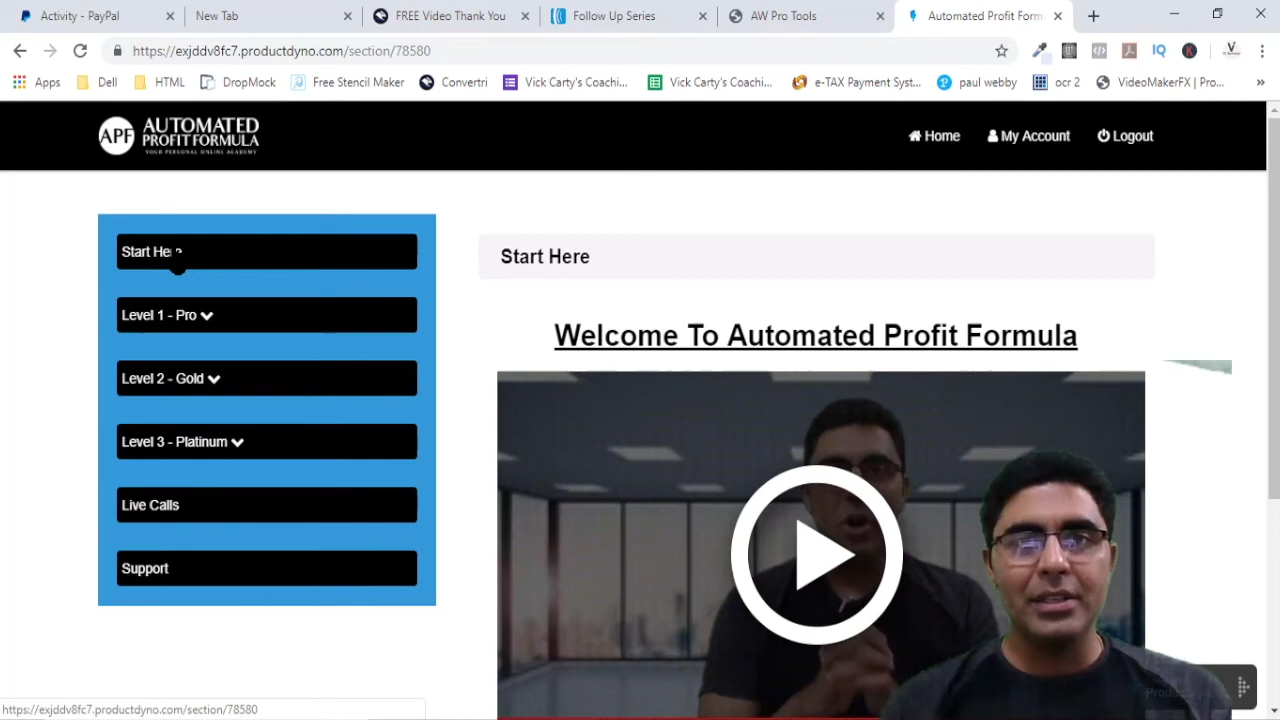 Activity - PayPal
New Tab
FREE Video Thank You
Follow Up Series
AW Pro Tools
Automated Profit Form
https://exjddv8fc7.productdyno.com/section/78580
IQ
K
Apps
Dell
HTML
DropMock
Free Stencil Maker
Convertri
Vick Carty's Coachi...
Vick Carty's Coachi...
e-TAX Payment Syst...
paul webby
ocr 2
VideoMakerFX | Pro...
»
APF AUTOMATED
PROFIT FORMULA
YOUR PERSONAL ONLINE ACADEMY
Home
My Account
Logout
Start Here
Level 1 - Pro
Level 2 - Gold
Level 3 - Platinum
Live Calls
Support
Start Here
Welcome To Automated Profit Formula
https://exjddv8fc7.productdyno.com/section/78580